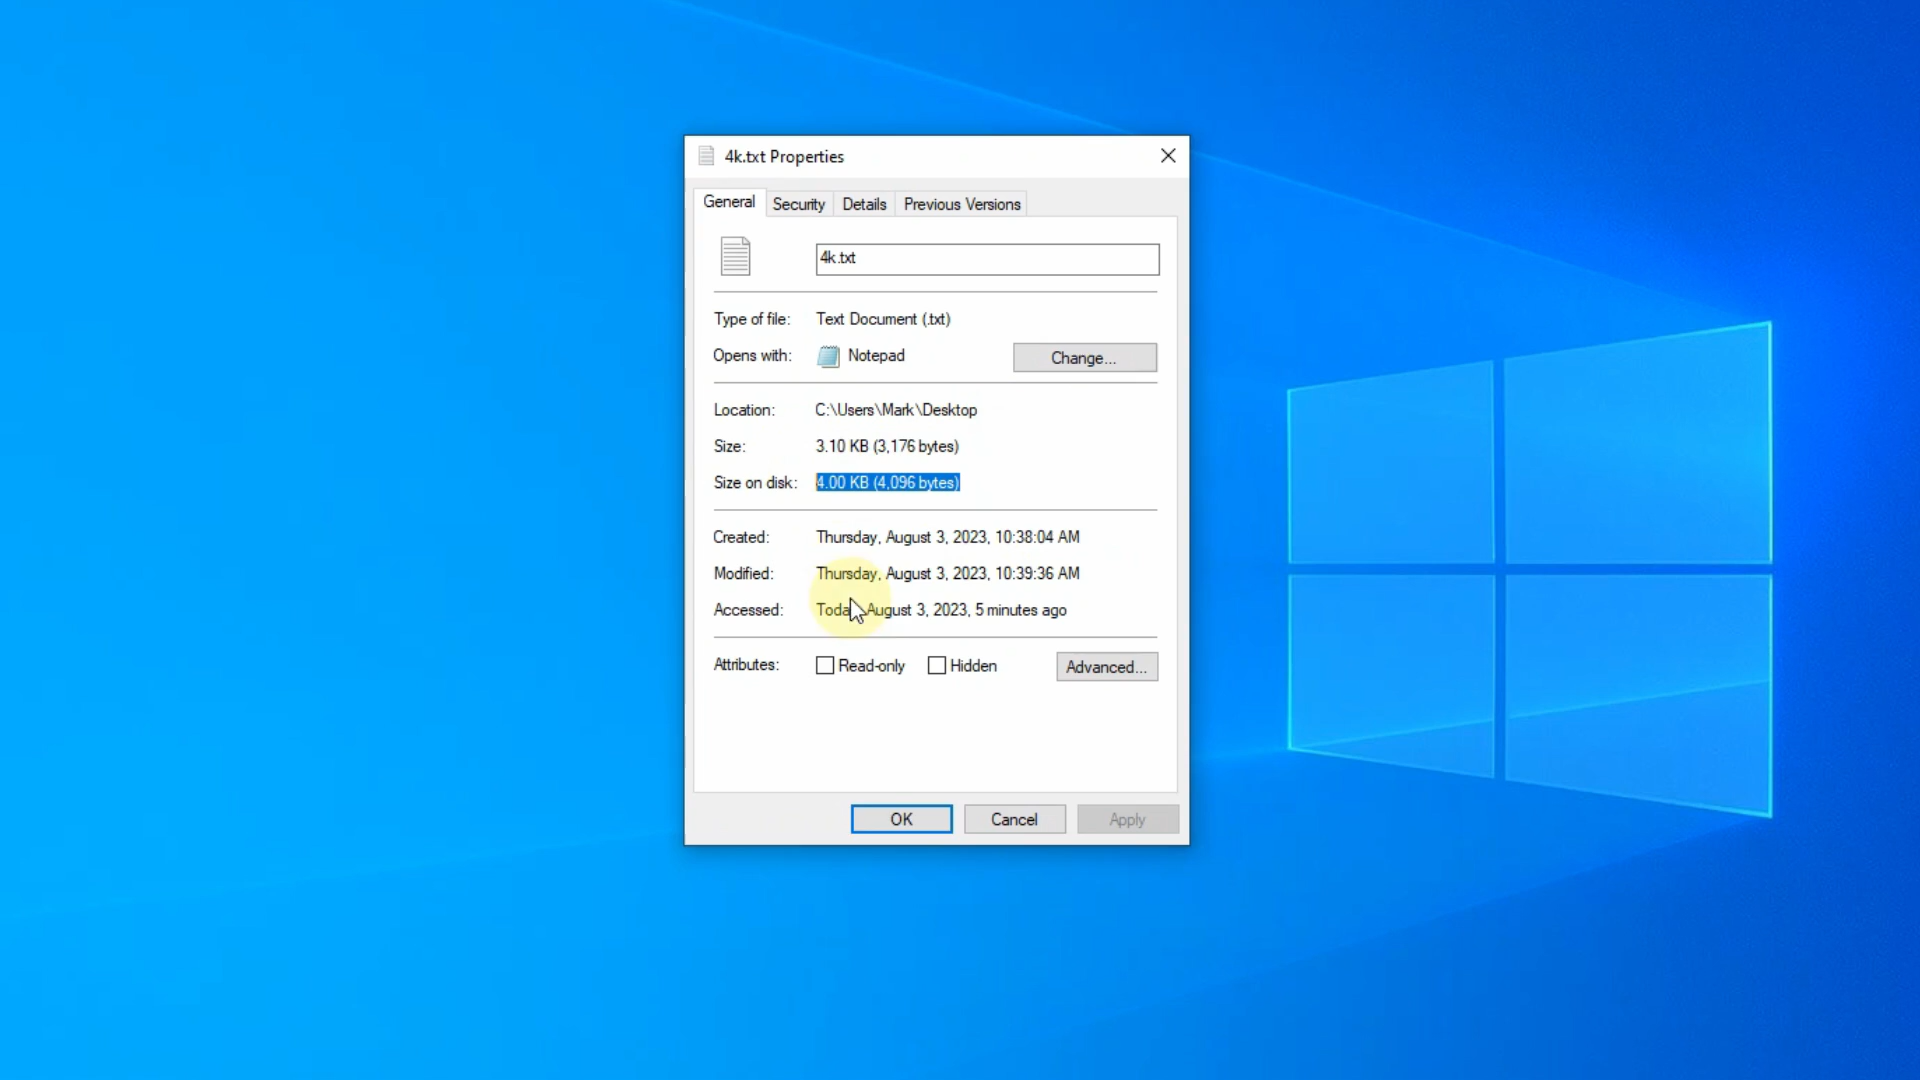 4k.txt Properties
General Security Details Previous Versions
4k.txt
Type of file: Text Document (.txt)
Opens with: Notepad Change...
Location: C:\Users\Mark\Desktop
Size: 3.10 KB (3,176 bytes)
Size on disk: 4.00 KB (4,096 bytes)
Created: Thursday, August 3, 2023, 10:38:04 AM
Modified: Thursday, August 3, 2023, 10:39:36 AM
Accessed: Today, August 3, 2023, 5 minutes ago
Attributes: Read-only Hidden Advanced...
OK Cancel Apply